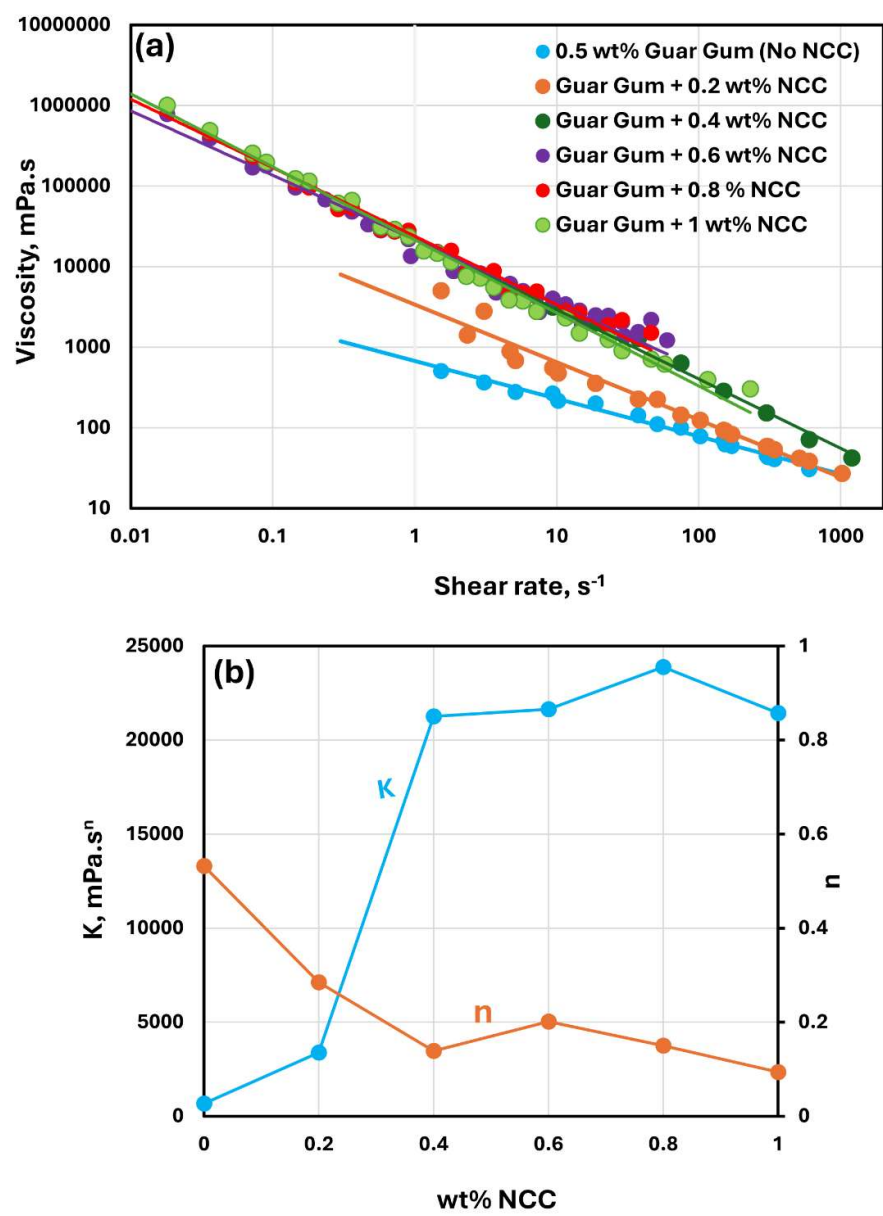 (a)
10000000
1000000
100000
10000
1000
100
10
Viscosity, mPa.s
0.5 wt% Guar Gum (No NCC)
Guar Gum + 0.2 wt% NCC
Guar Gum + 0.4 wt% NCC
Guar Gum + 0.6 wt% NCC
Guar Gum + 0.8 % NCC
Guar Gum + 1 wt% NCC
0.01 0.1 1 10 100 1000
Shear rate, s⁻¹
(b)
25000
20000
15000
10000
5000
0
K, mPa.sⁿ
K
n
1
0.8
0.6
0.4
0.2
0
n
0 0.2 0.4 0.6 0.8 1
wt% NCC